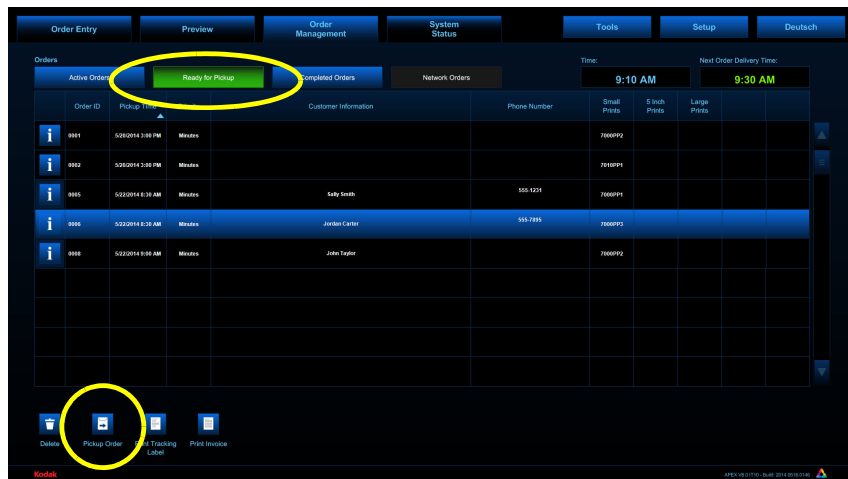 Order Entry
Preview
Order
Management
System
Status
Tools
Setup
Deutsch
Orders
Time:
Next Order Delivery Time:
Active Orders
Ready for Pickup
Completed Orders
Network Orders
9:10 AM
9:30 AM
Order ID
Pickup Time
Customer Information
Phone Number
Small
Prints
5 Inch
Prints
Large
Prints
i 0001 5/20/2014 3:00 PM Minutes 7000PP2
i 0002 5/20/2014 3:00 PM Minutes 7010PP1
i 0005 5/22/2014 8:30 AM Minutes Sally Smith 555-1231 7000PP1
i 0006 5/22/2014 8:30 AM Minutes Jordan Carter 555-7895 7000PP3
i 0008 5/22/2014 9:00 AM Minutes John Taylor 7000PP2
Delete
Pickup Order
Print Tracking
Label
Print Invoice
Kodak